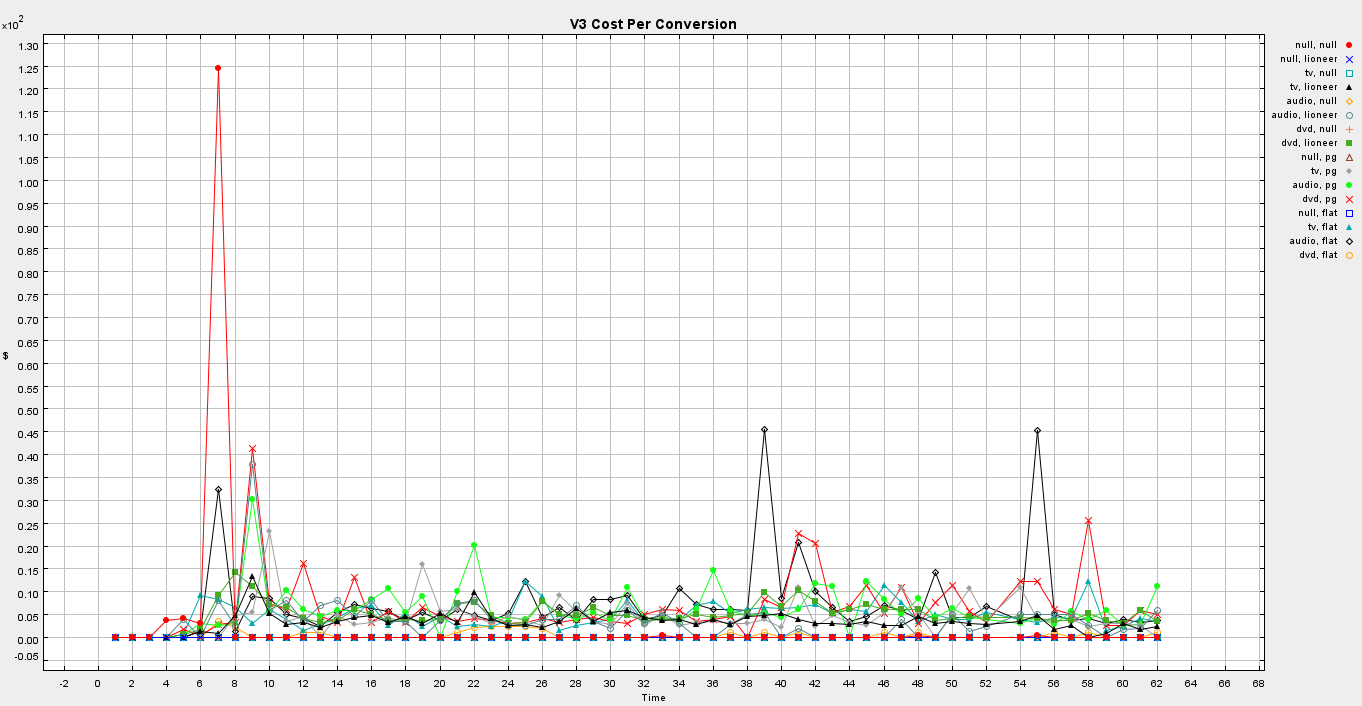 V3 Cost Per Conversion
×10²
1.30
1.25
1.20
1.15
1.10
1.05
1.00
0.95
0.90
0.85
0.80
0.75
0.70
0.65
0.60
0.55
0.50
0.45
0.40
0.35
0.30
0.25
0.20
0.15
0.10
0.05
0.00
-0.05
$
-2 0 2 4 6 8 10 12 14 16 18 20 22 24 26 28 30 32 34 36 38 40 42 44 46 48 50 52 54 56 58 60 62 64 66 68
Time
null, null
null, lioneer
tv, null
tv, lioneer
audio, null
audio, lioneer
dvd, null
dvd, lioneer
null, pg
tv, pg
audio, pg
dvd, pg
null, flat
tv, flat
audio, flat
dvd, flat